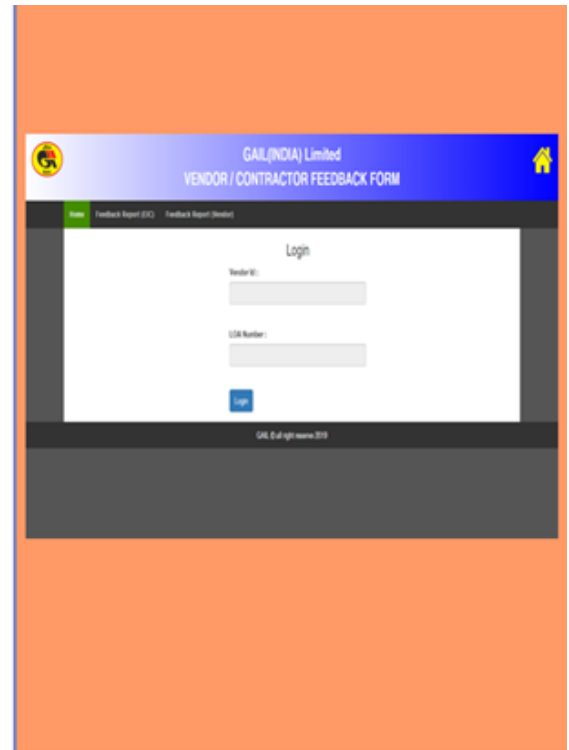 GAIL(INDIA) Limited
VENDOR / CONTRACTOR FEEDBACK FORM
Home Feedback Report (EIC) Feedback Report (Vendor)
Login
Vendor Id :
LOA Number :
Login
GAIL © all right reserve 2019